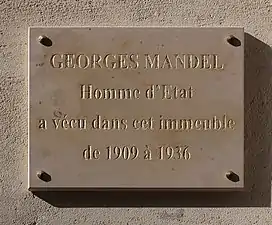 GEORGES MANDEL
Homme d'Etat
a vécu dans cet immeuble
de 1909 à 1936